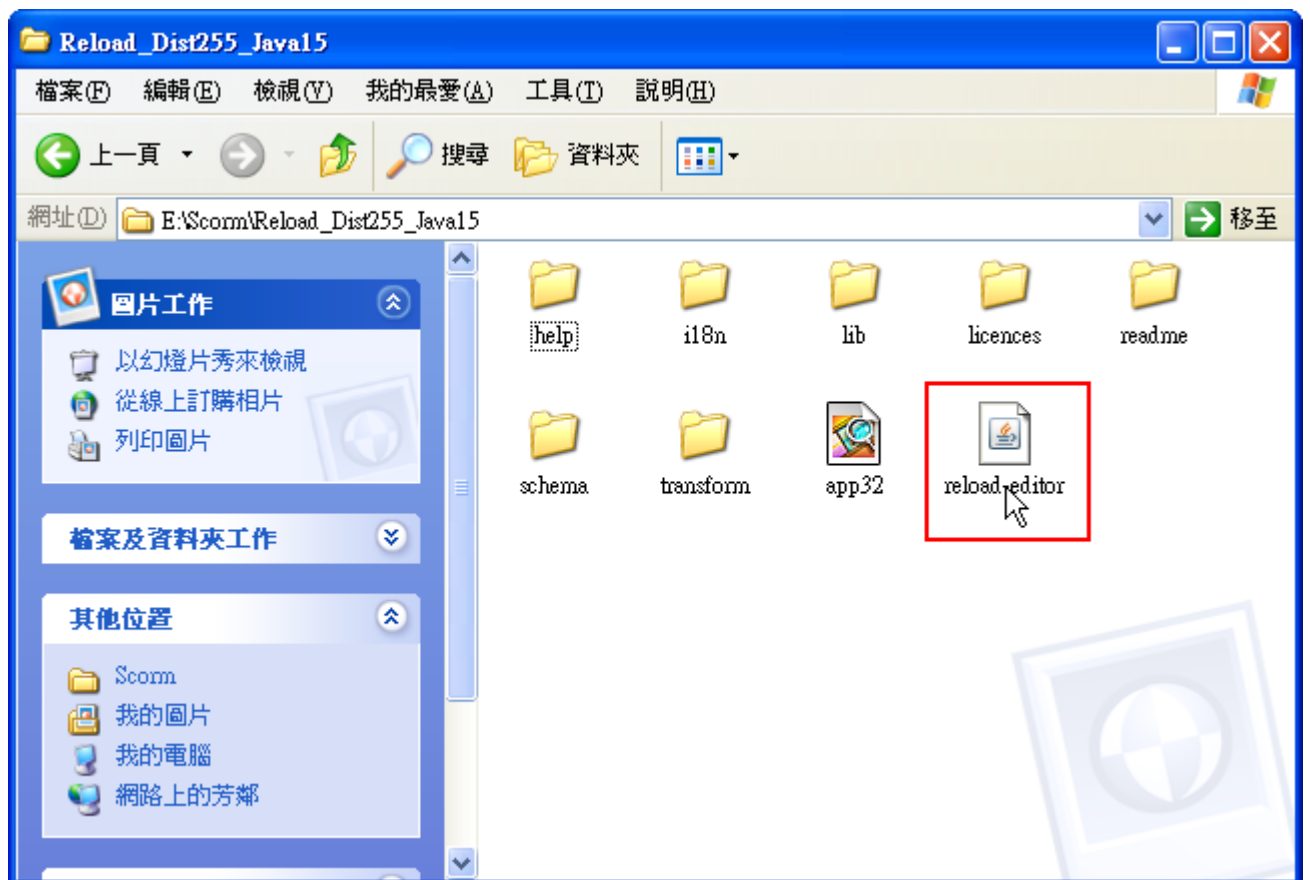 Reload_Dist255_Java15
檔案(F) 編輯(E) 檢視(V) 我的最愛(A) 工具(T) 說明(H)
上一頁 搜尋 資料夾
網址(D) E:\Scorm\Reload_Dist255_Java15 移至
圖片工作
以幻燈片秀來檢視
從線上訂購相片
列印圖片
檔案及資料夾工作
其他位置
Scorm
我的圖片
我的電腦
網路上的芳鄰
help i18n lib licences readme
schema transform app32 reload-editor